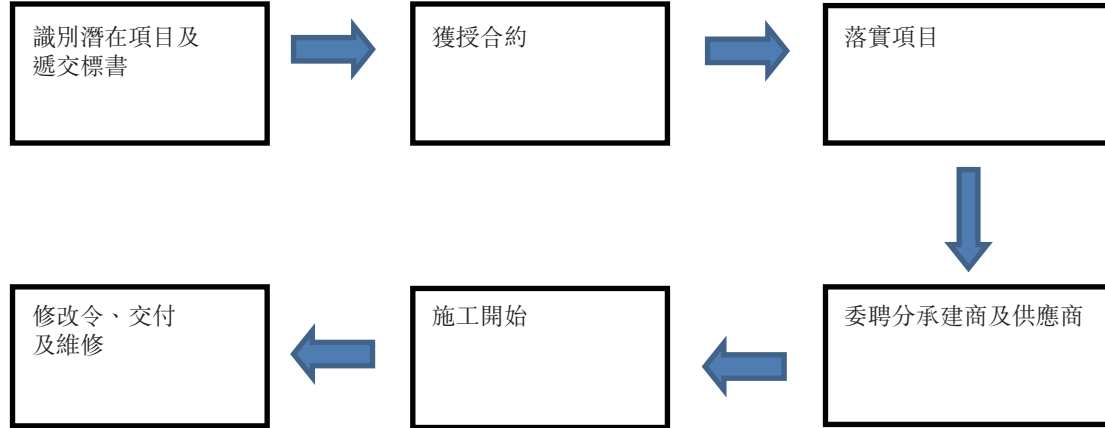 識別潛在項目及
遞交標書
獲授合約
落實項目
委聘分承建商及供應商
施工開始
修改令、交付
及維修